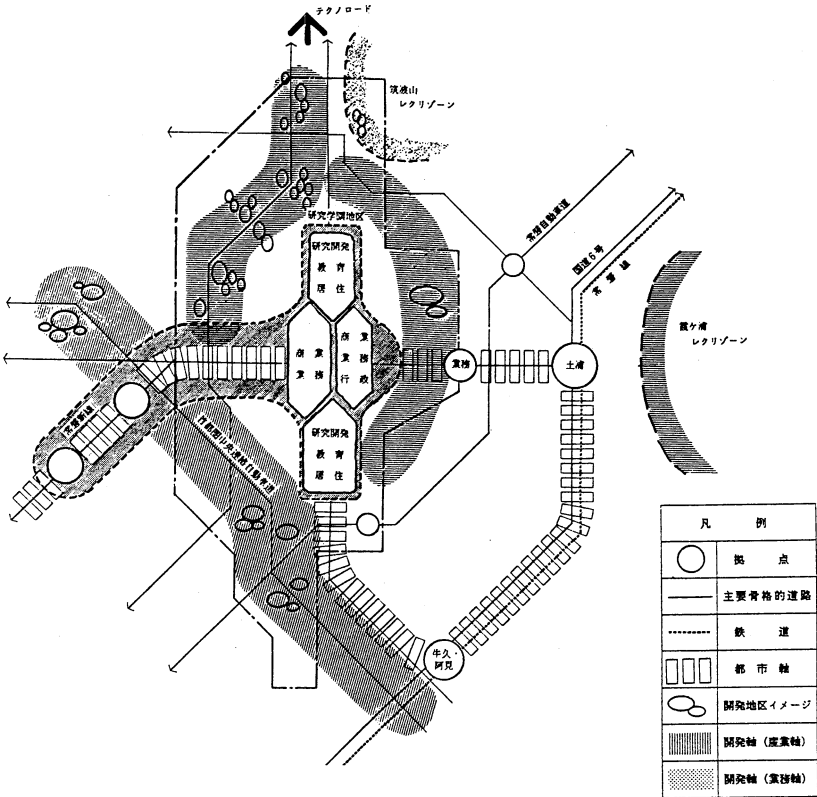 テクノロード
筑波山
レクリゾーン
常磐自動車道
国道6号
常磐線
研究学園地区
研究開発
教育
居住
商業
業務
商業
業務
行政
業務
土浦
霞ケ浦
レクリゾーン
常磐新線
首都圏中央連絡自動車道
研究開発
教育
居住
牛久・
阿見
凡例
拠点
主要骨格的道路
鉄道
都市軸
開発地区イメージ
開発軸(産業軸)
開発軸(業務軸)